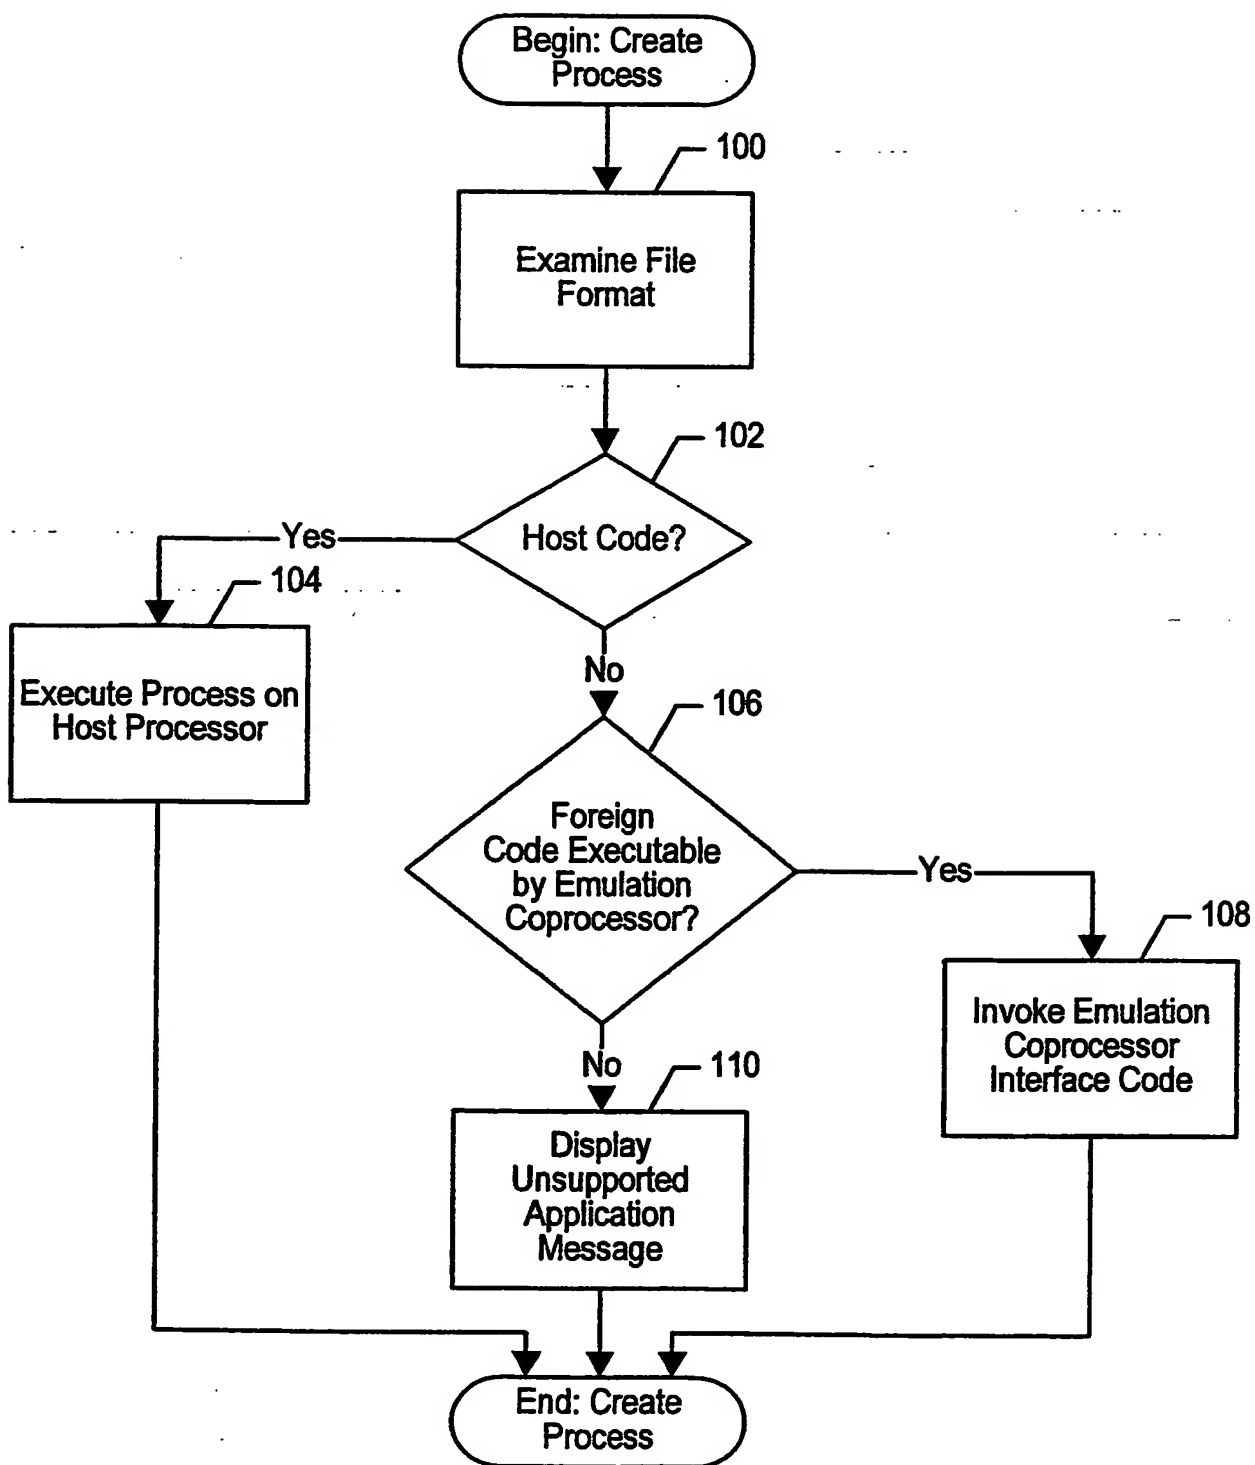 Begin: Create
Process
100
Examine File
Format
102
Host Code?
Yes
104
Execute Process on
Host Processor
No
106
Foreign
Code Executable
by Emulation
Coprocessor?
Yes
108
Invoke Emulation
Coprocessor
Interface Code
No
110
Display
Unsupported
Application
Message
End: Create
Process